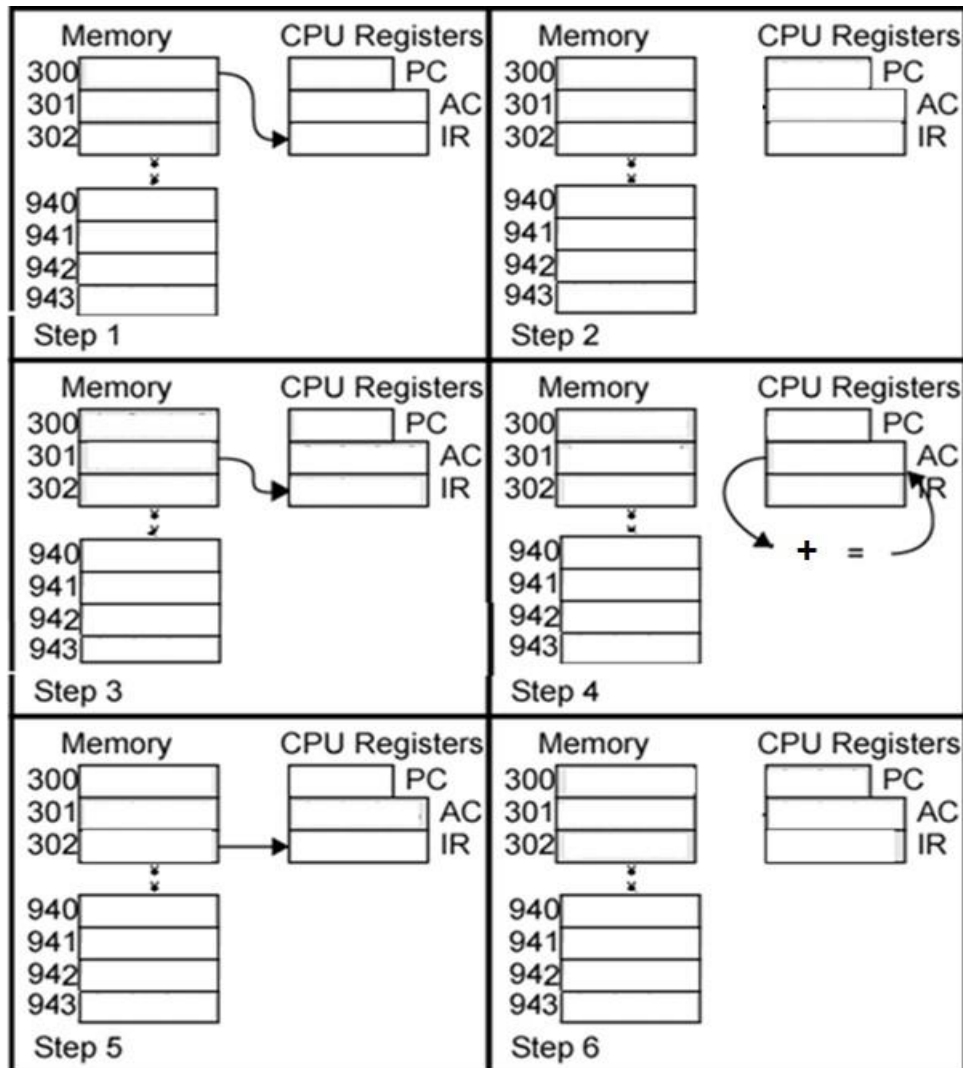 Memory CPU Registers
300 PC
301 AC
302 IR
940
941
942
943
Step 1
Memory CPU Registers
300 PC
301 AC
302 IR
940
941
942
943
Step 2
Memory CPU Registers
300 PC
301 AC
302 IR
940
941
942
943
Step 3
Memory CPU Registers
300 PC
301 AC
302 IR
940 + =
941
942
943
Step 4
Memory CPU Registers
300 PC
301 AC
302 IR
940
941
942
943
Step 5
Memory CPU Registers
300 PC
301 AC
302 IR
940
941
942
943
Step 6